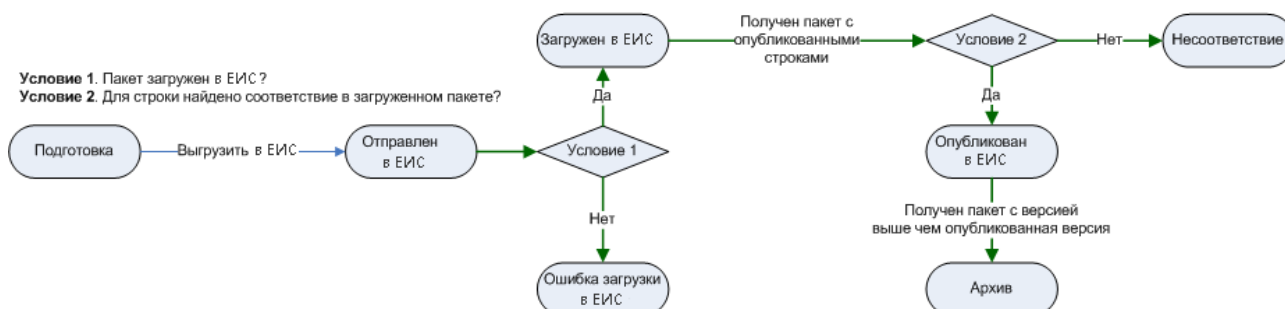 Загружен в ЕИС
Получен пакет с
опубликованными
строками
Условие 2
Нет
Несоответствие
Условие 1. Пакет загружен в ЕИС?
Условие 2. Для строки найдено соответствие в загруженном пакете?
Да
Да
Подготовка
Выгрузить в ЕИС
Отправлен
в ЕИС
Условие 1
Опубликован
в ЕИС
Нет
Получен пакет с версией
выше чем опубликованная версия
Ошибка загрузки
в ЕИС
Архив